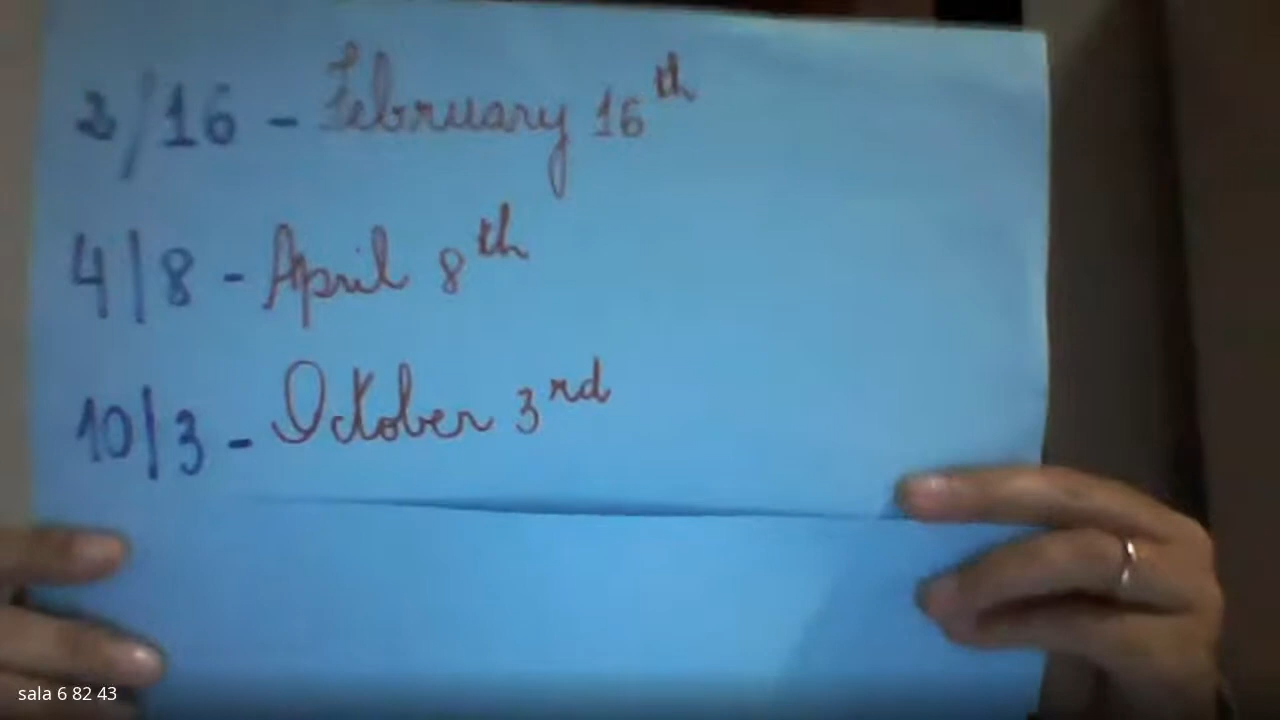 2/16 - February 16th
4/8 - April 8th
10/3 - October 3rd
sala 6 82 43